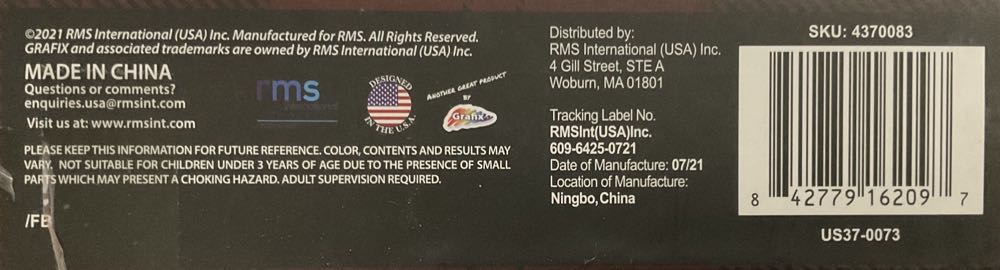 ©2021 RMS International (USA) Inc. Manufactured for RMS. All Rights Reserved.
GRAFIX and associated trademarks are owned by RMS International (USA) Inc.
MADE IN CHINA
Questions or comments?
enquiries.usa@rmsint.com
Visit us at: www.rmsint.com
rms
international
DESIGNED
IN THE U.S.A.
ANOTHER GREAT PRODUCT
BY
Grafix
PLEASE KEEP THIS INFORMATION FOR FUTURE REFERENCE. COLOR, CONTENTS AND RESULTS MAY
VARY. NOT SUITABLE FOR CHILDREN UNDER 3 YEARS OF AGE DUE TO THE PRESENCE OF SMALL
PARTS WHICH MAY PRESENT A CHOKING HAZARD. ADULT SUPERVISION REQUIRED.
/FB
Distributed by:
RMS International (USA) Inc.
4 Gill Street, STE A
Woburn, MA 01801
Tracking Label No.
RMSInt(USA)Inc.
609-6425-0721
Date of Manufacture: 07/21
Location of Manufacture:
Ningbo,China
SKU: 4370083
8 42779 16209 7
US37-0073